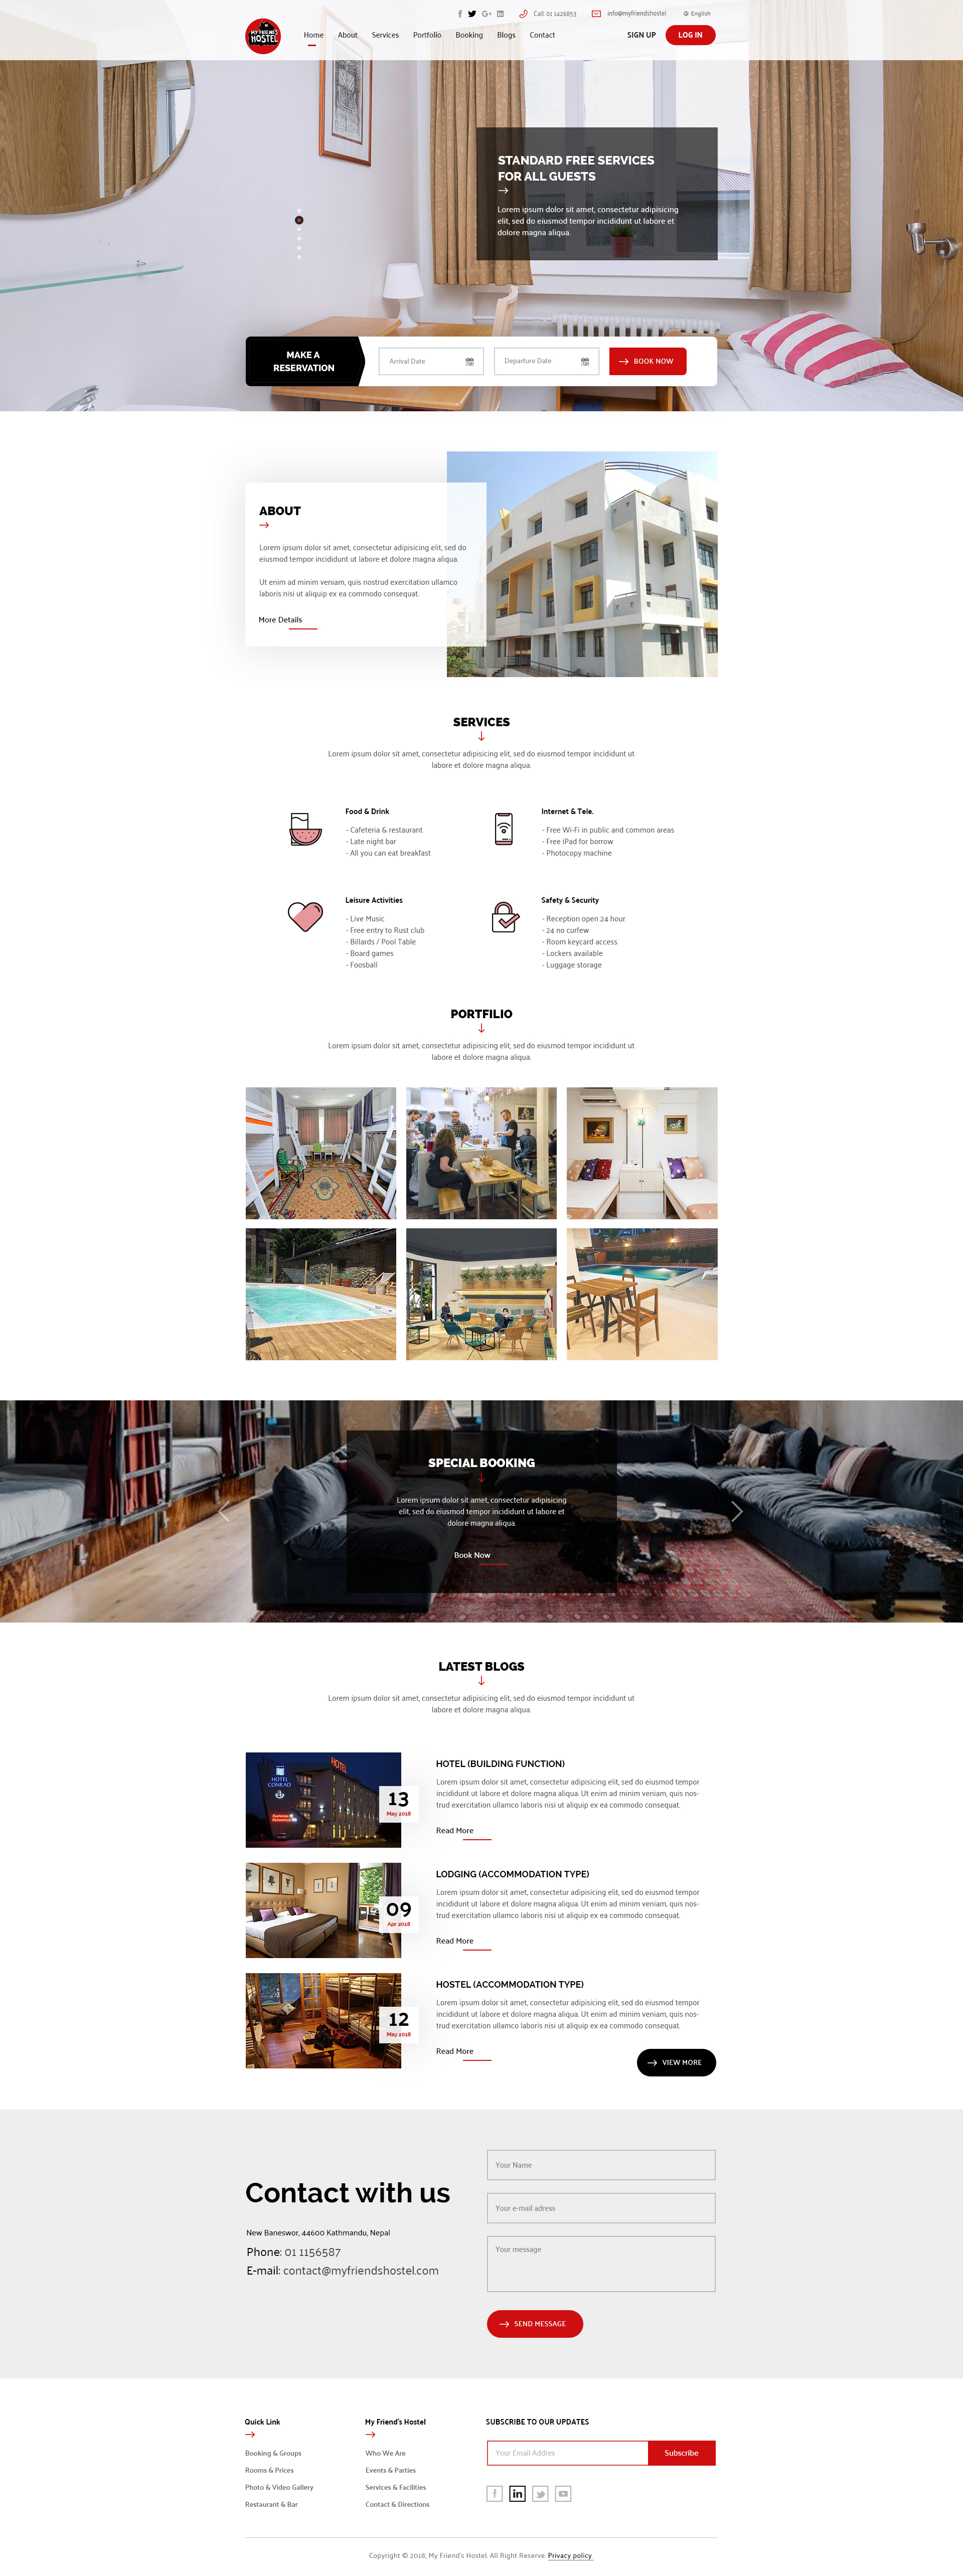 Call: 01 1426853
info@myfriendshostel
English
MY FRIEND'S
HOSTEL
Home
About
Services
Portfolio
Booking
Blogs
Contact
SIGN UP
LOG IN
STANDARD FREE SERVICES
FOR ALL GUESTS
Lorem ipsum dolor sit amet, consectetur adipisicing
elit, sed do eiusmod tempor incididunt ut labore et
dolore magna aliqua.
MAKE A
RESERVATION
Arrival Date
Departure Date
BOOK NOW
ABOUT
Lorem ipsum dolor sit amet, consectetur adipisicing elit, sed do
eiusmod tempor incididunt ut labore et dolore magna aliqua.
Ut enim ad minim veniam, quis nostrud exercitation ullamco
laboris nisi ut aliquip ex ea commodo consequat.
More Details
SERVICES
Lorem ipsum dolor sit amet, consectetur adipisicing elit, sed do eiusmod tempor incididunt ut
labore et dolore magna aliqua.
Food & Drink
- Cafeteria & restaurant
- Late night bar
- All you can eat breakfast
Internet & Tele.
- Free Wi-Fi in public and common areas
- Free iPad for borrow
- Photocopy machine
Leisure Activities
- Live Music
- Free entry to Rust club
- Billards / Pool Table
- Board games
- Foosball
Safety & Security
- Reception open 24 hour
- 24 no curfew
- Room keycard access
- Lockers available
- Luggage storage
PORTFILIO
Lorem ipsum dolor sit amet, consectetur adipisicing elit, sed do eiusmod tempor incididunt ut
labore et dolore magna aliqua.
SPECIAL BOOKING
Lorem ipsum dolor sit amet, consectetur adipisicing
elit, sed do eiusmod tempor incididunt ut labore et
dolore magna aliqua.
Book Now
LATEST BLOGS
Lorem ipsum dolor sit amet, consectetur adipisicing elit, sed do eiusmod tempor incididunt ut
labore et dolore magna aliqua.
HOTEL
HOTEL
CONRAD
13
May 2018
HOTEL (BUILDING FUNCTION)
Lorem ipsum dolor sit amet, consectetur adipisicing elit, sed do eiusmod tempor
incididunt ut labore et dolore magna aliqua. Ut enim ad minim veniam, quis nos-
trud exercitation ullamco laboris nisi ut aliquip ex ea commodo consequat.
Read More
09
Apr 2018
LODGING (ACCOMMODATION TYPE)
Lorem ipsum dolor sit amet, consectetur adipisicing elit, sed do eiusmod tempor
incididunt ut labore et dolore magna aliqua. Ut enim ad minim veniam, quis nos-
trud exercitation ullamco laboris nisi ut aliquip ex ea commodo consequat.
Read More
12
May 2018
HOSTEL (ACCOMMODATION TYPE)
Lorem ipsum dolor sit amet, consectetur adipisicing elit, sed do eiusmod tempor
incididunt ut labore et dolore magna aliqua. Ut enim ad minim veniam, quis nos-
trud exercitation ullamco laboris nisi ut aliquip ex ea commodo consequat.
Read More
VIEW MORE
Contact with us
New Baneswor, 44600 Kathmandu, Nepal
Phone: 01 1156587
E-mail: contact@myfriendshostel.com
Your Name
Your e-mail adress
Your message
SEND MESSAGE
Quick Link
Booking & Groups
Rooms & Prices
Photo & Video Gallery
Restaurant & Bar
My Friend's Hostel
Who We Are
Events & Parties
Services & Facilities
Contact & Directions
SUBSCRIBE TO OUR UPDATES
Your Email Addres
Subscribe
Copyright © 2018, My Friend's Hostel. All Right Reserve. Privacy policy